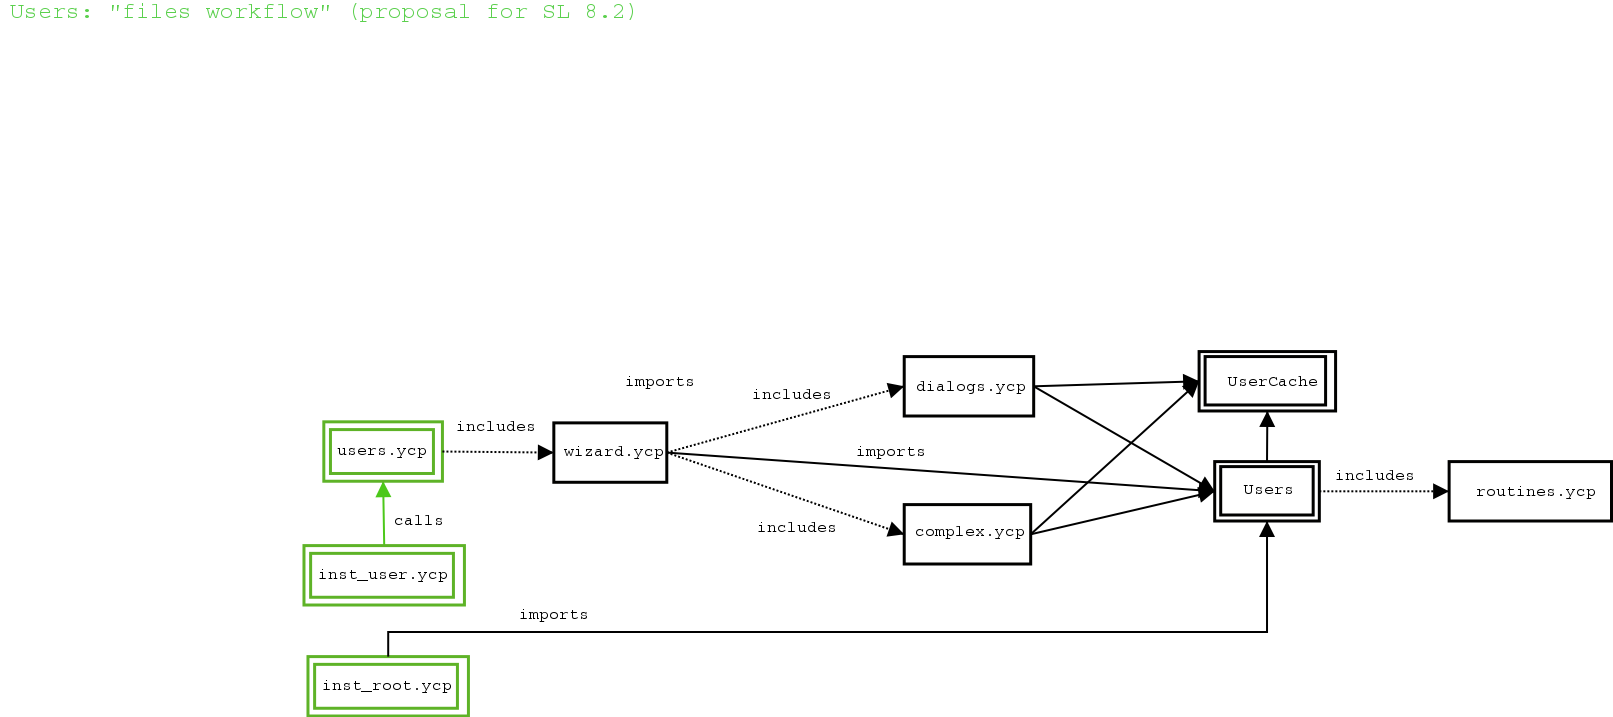 Users: "files workflow" (proposal for SL 8.2)
imports
includes
dialogs.ycp
UserCache
includes
users.ycp
wizard.ycp
imports
includes
Users
routines.ycp
calls
includes
complex.ycp
inst_user.ycp
imports
inst_root.ycp